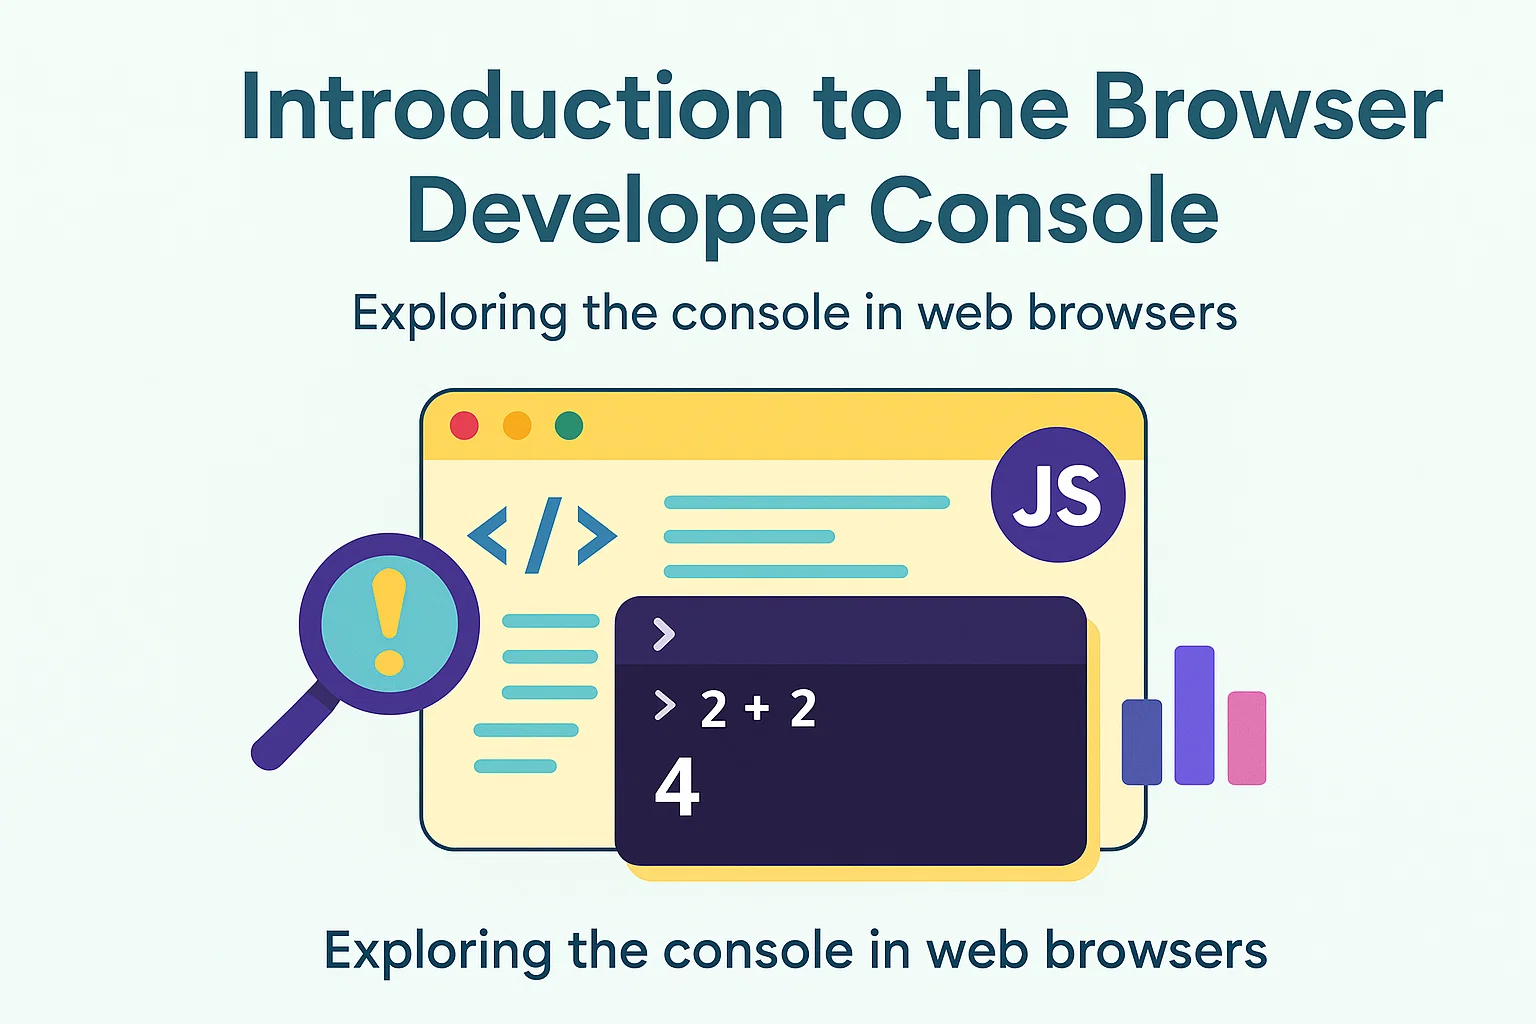 Introduction to the Browser
Developer Console
Exploring the console in web browsers
</>
JS
>
> 2 + 2
4
Exploring the console in web browsers